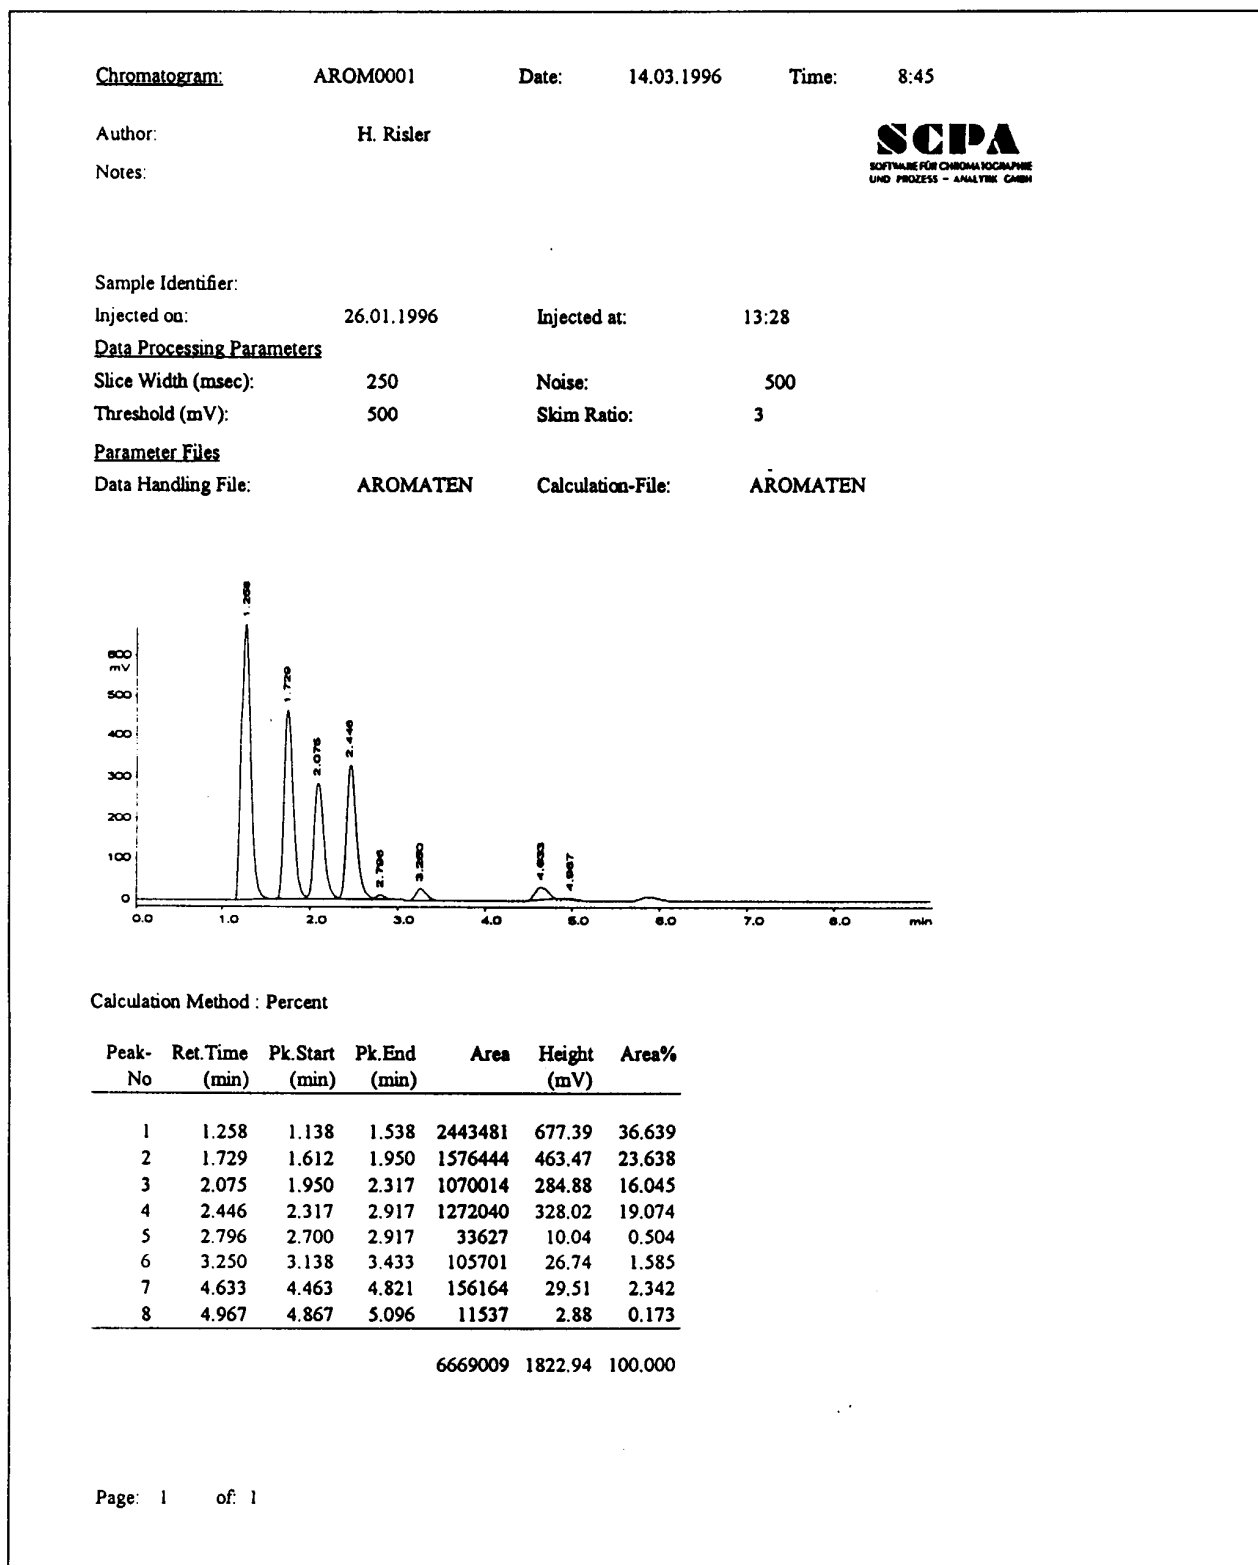 Chromatogram: AROM0001 Date: 14.03.1996 Time: 8:45
Author: H. Risler
SCPA
Notes:
SOFTWARE FÜR CHROMATOGRAPHIE
UND PROZESS - ANALYTIK GMBH
Sample Identifier:
Injected on: 26.01.1996 Injected at: 13:28
Data Processing Parameters
Slice Width (msec): 250 Noise: 500
Threshold (mV): 500 Skim Ratio: 3
Parameter Files
Data Handling File: AROMATEN Calculation-File: AROMATEN
1.258
1.729
2.075
2.446
2.796
3.250
4.633
4.967
600
mV
500
400
300
200
100
0
0.0 1.0 2.0 3.0 4.0 5.0 6.0 7.0 8.0 min
Calculation Method : Percent
Peak- Ret.Time Pk.Start Pk.End Area Height Area%
No (min) (min) (min) (mV)
1 1.258 1.138 1.538 2443481 677.39 36.639
2 1.729 1.612 1.950 1576444 463.47 23.638
3 2.075 1.950 2.317 1070014 284.88 16.045
4 2.446 2.317 2.917 1272040 328.02 19.074
5 2.796 2.700 2.917 33627 10.04 0.504
6 3.250 3.138 3.433 105701 26.74 1.585
7 4.633 4.463 4.821 156164 29.51 2.342
8 4.967 4.867 5.096 11537 2.88 0.173
6669009 1822.94 100.000
Page: 1 of: 1